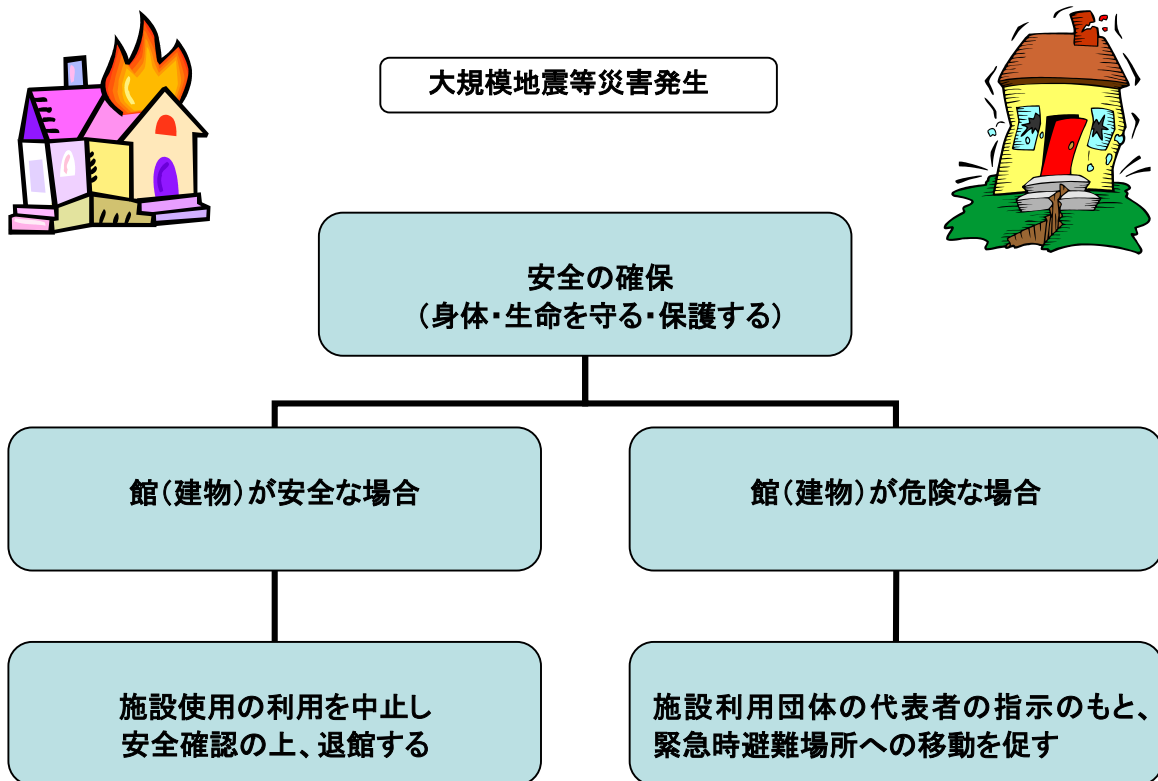 大規模地震等災害発生
安全の確保
（身体・生命を守る・保護する）
館（建物）が安全な場合
館（建物）が危険な場合
施設使用の利用を中止し
安全確認の上、退館する
施設利用団体の代表者の指示のもと、
緊急時避難場所への移動を促す